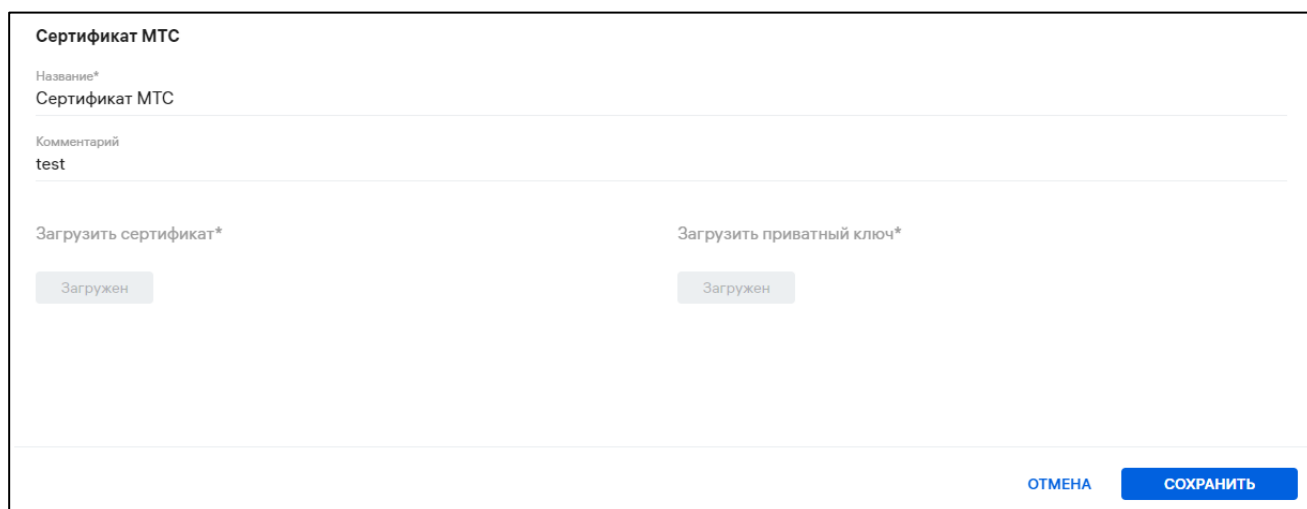 Сертификат МТС
Название*
Сертификат МТС
Комментарий
test
Загрузить сертификат*
Загрузить приватный ключ*
Загружен
Загружен
ОТМЕНА
СОХРАНИТЬ